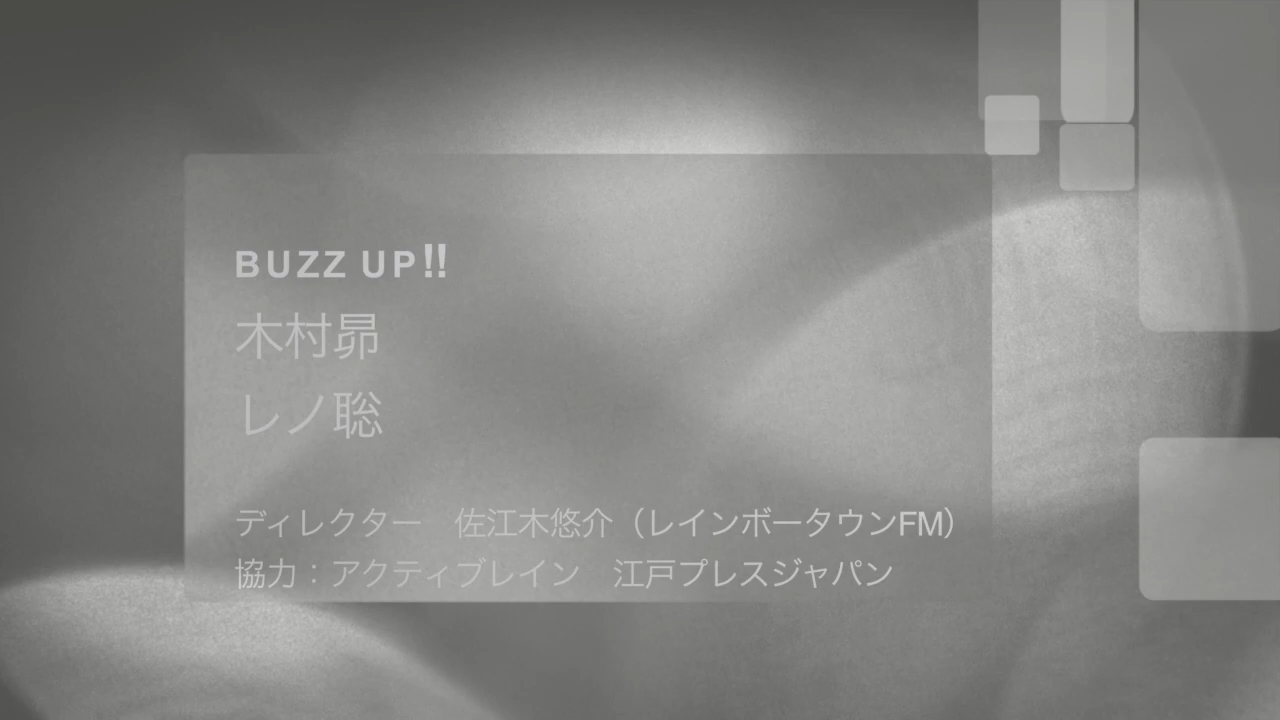 BUZZ UP!!
木村昴
レノ聡
ディレクター　佐江木悠介（レインボータウンFM）
協力：アクティブレイン　江戸プレスジャパン